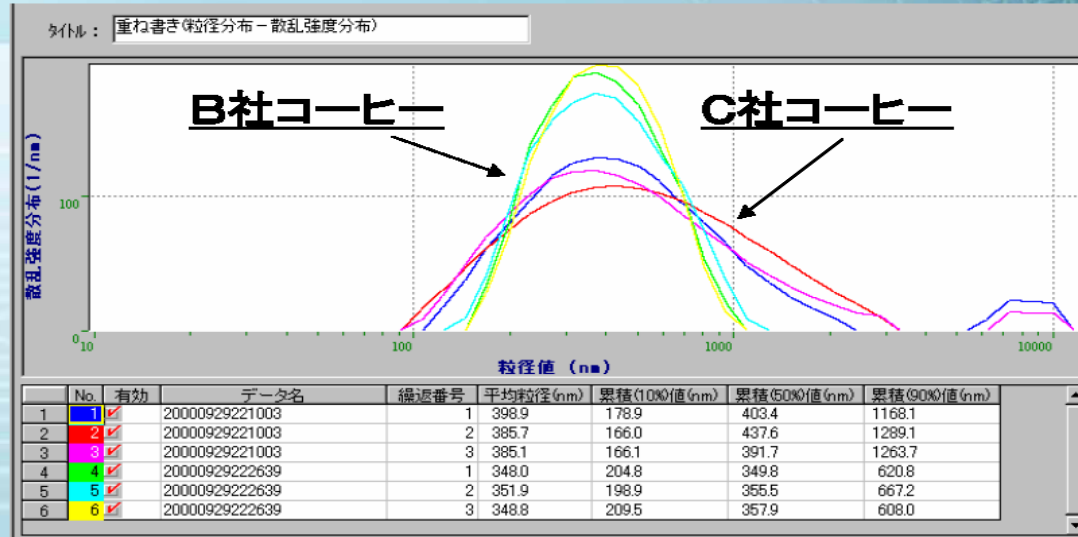 タイトル： 重ね書き(粒径分布－散乱強度分布)
B社コーヒー
C社コーヒー
散乱強度分布(1/nm)
100
0
10 100 1000 10000
粒径値 (nm)
No. 有効 データ名 繰返番号 平均粒径(nm) 累積(10%)値(nm) 累積(50%)値(nm) 累積(90%)値(nm)
1 1 20000929221003 1 398.9 178.9 403.4 1168.1
2 2 20000929221003 2 385.7 166.0 437.6 1289.1
3 3 20000929221003 3 385.1 166.1 391.7 1263.7
4 4 20000929222639 1 348.0 204.8 349.8 620.8
5 5 20000929222639 2 351.9 198.9 355.5 667.2
6 6 20000929222639 3 348.8 209.5 357.9 608.0